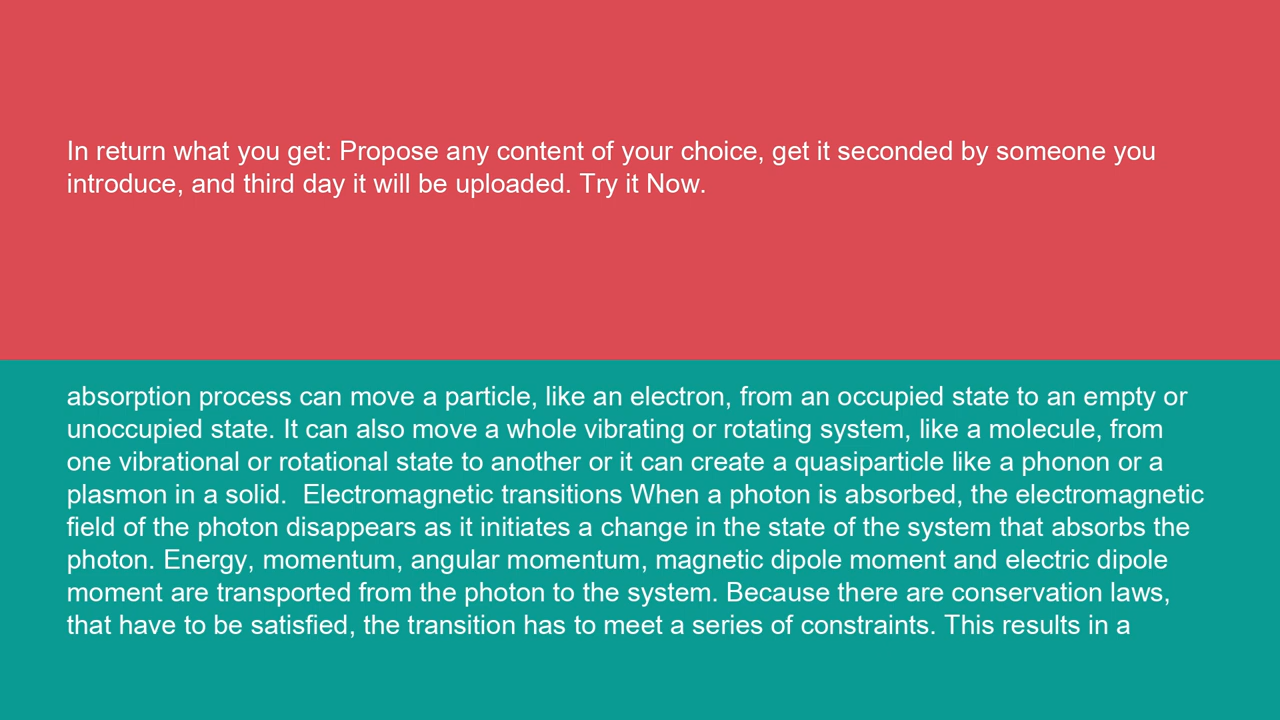 In return what you get: Propose any content of your choice, get it seconded by someone you
introduce, and third day it will be uploaded. Try it Now.
absorption process can move a particle, like an electron, from an occupied state to an empty or
unoccupied state. It can also move a whole vibrating or rotating system, like a molecule, from
one vibrational or rotational state to another or it can create a quasiparticle like a phonon or a
plasmon in a solid.  Electromagnetic transitions When a photon is absorbed, the electromagnetic
field of the photon disappears as it initiates a change in the state of the system that absorbs the
photon. Energy, momentum, angular momentum, magnetic dipole moment and electric dipole
moment are transported from the photon to the system. Because there are conservation laws,
that have to be satisfied, the transition has to meet a series of constraints. This results in a